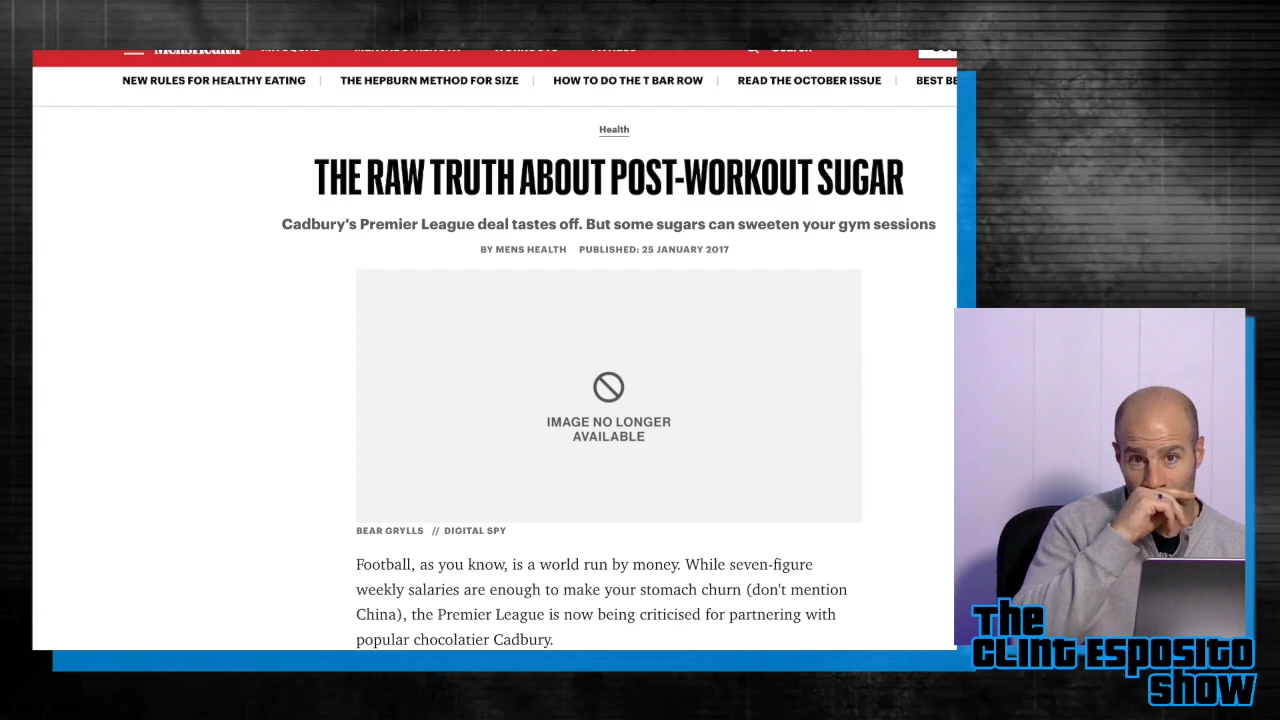 MensHealth
NEW RULES FOR HEALTHY EATING | THE HEPBURN METHOD FOR SIZE | HOW TO DO THE T BAR ROW | READ THE OCTOBER ISSUE | BEST BE
Health
THE RAW TRUTH ABOUT POST-WORKOUT SUGAR
Cadbury's Premier League deal tastes off. But some sugars can sweeten your gym sessions
BY MENS HEALTH PUBLISHED: 25 JANUARY 2017
IMAGE NO LONGER
AVAILABLE
BEAR GRYLLS // DIGITAL SPY
Football, as you know, is a world run by money. While seven-figure
weekly salaries are enough to make your stomach churn (don't mention
China), the Premier League is now being criticised for partnering with
popular chocolatier Cadbury.
The
CLINT ESPOSITO
SHOW